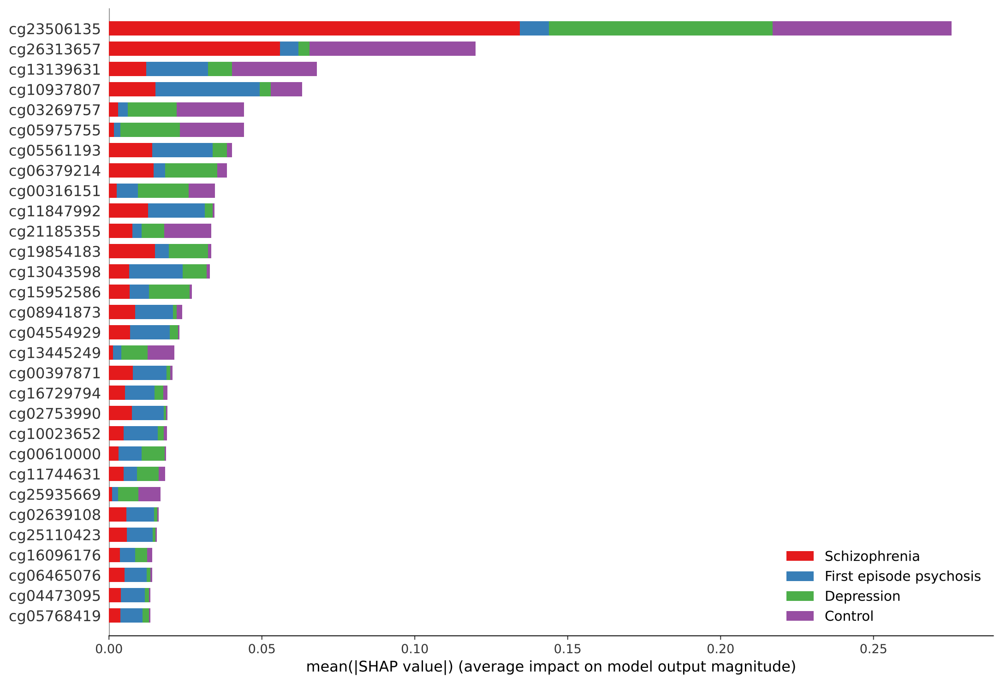 cg23506135
cg26313657
cg13139631
cg10937807
cg03269757
cg05975755
cg05561193
cg06379214
cg00316151
cg11847992
cg21185355
cg19854183
cg13043598
cg15952586
cg08941873
cg04554929
cg13445249
cg00397871
cg16729794
cg02753990
cg10023652
cg00610000
cg11744631
cg25935669
cg02639108
cg25110423
cg16096176
cg06465076
cg04473095
cg05768419
Schizophrenia
First episode psychosis
Depression
Control
0.00 0.05 0.10 0.15 0.20 0.25
mean(|SHAP value|) (average impact on model output magnitude)